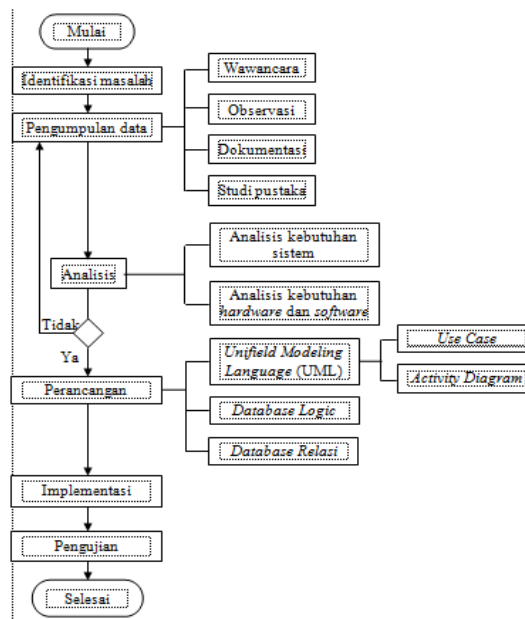 Mulai
Identifikasi masalah
Pengumpulan data
Wawancara
Observasi
Dokumentasi
Studi pustaka
Analisis
Analisis kebutuhan
sistem
Analisis kebutuhan
hardware dan software
Tidak
Ya
Perancangan
Unifield Modeling
Language (UML)
Use Case
Activity Diagram
Database Logic
Database Relasi
Implementasi
Pengujian
Selesai